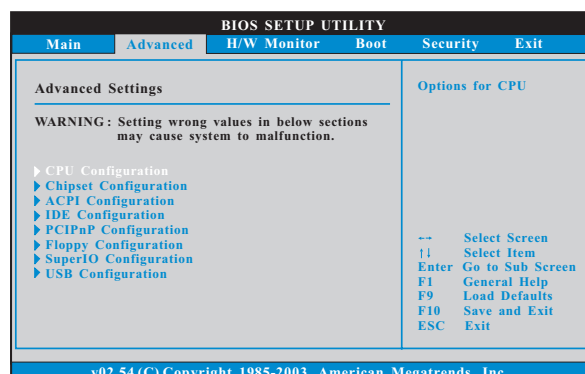 BIOS SETUP UTILITY
Main Advanced H/W Monitor Boot Security Exit
Advanced Settings
WARNING : Setting wrong values in below sections
may cause system to malfunction.
CPU Configuration
Chipset Configuration
ACPI Configuration
IDE Configuration
PCIPnP Configuration
Floppy Configuration
SuperIO Configuration
USB Configuration
Options for CPU
←→ Select Screen
↑↓ Select Item
Enter Go to Sub Screen
F1 General Help
F9 Load Defaults
F10 Save and Exit
ESC Exit
v02.54 (C) Copyright 1985-2003, American Megatrends, Inc.